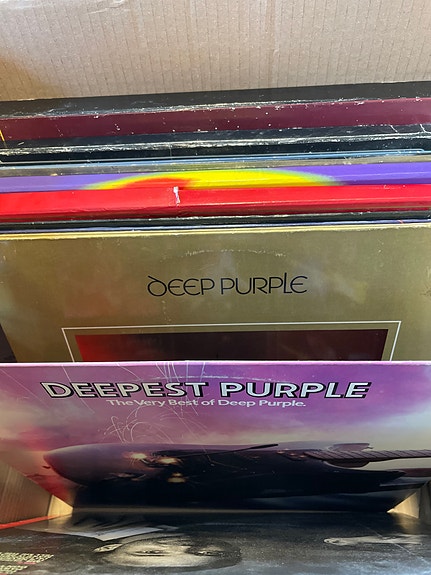 DEEP PURPLE
DEEPEST PURPLE
The Very Best of Deep Purple.